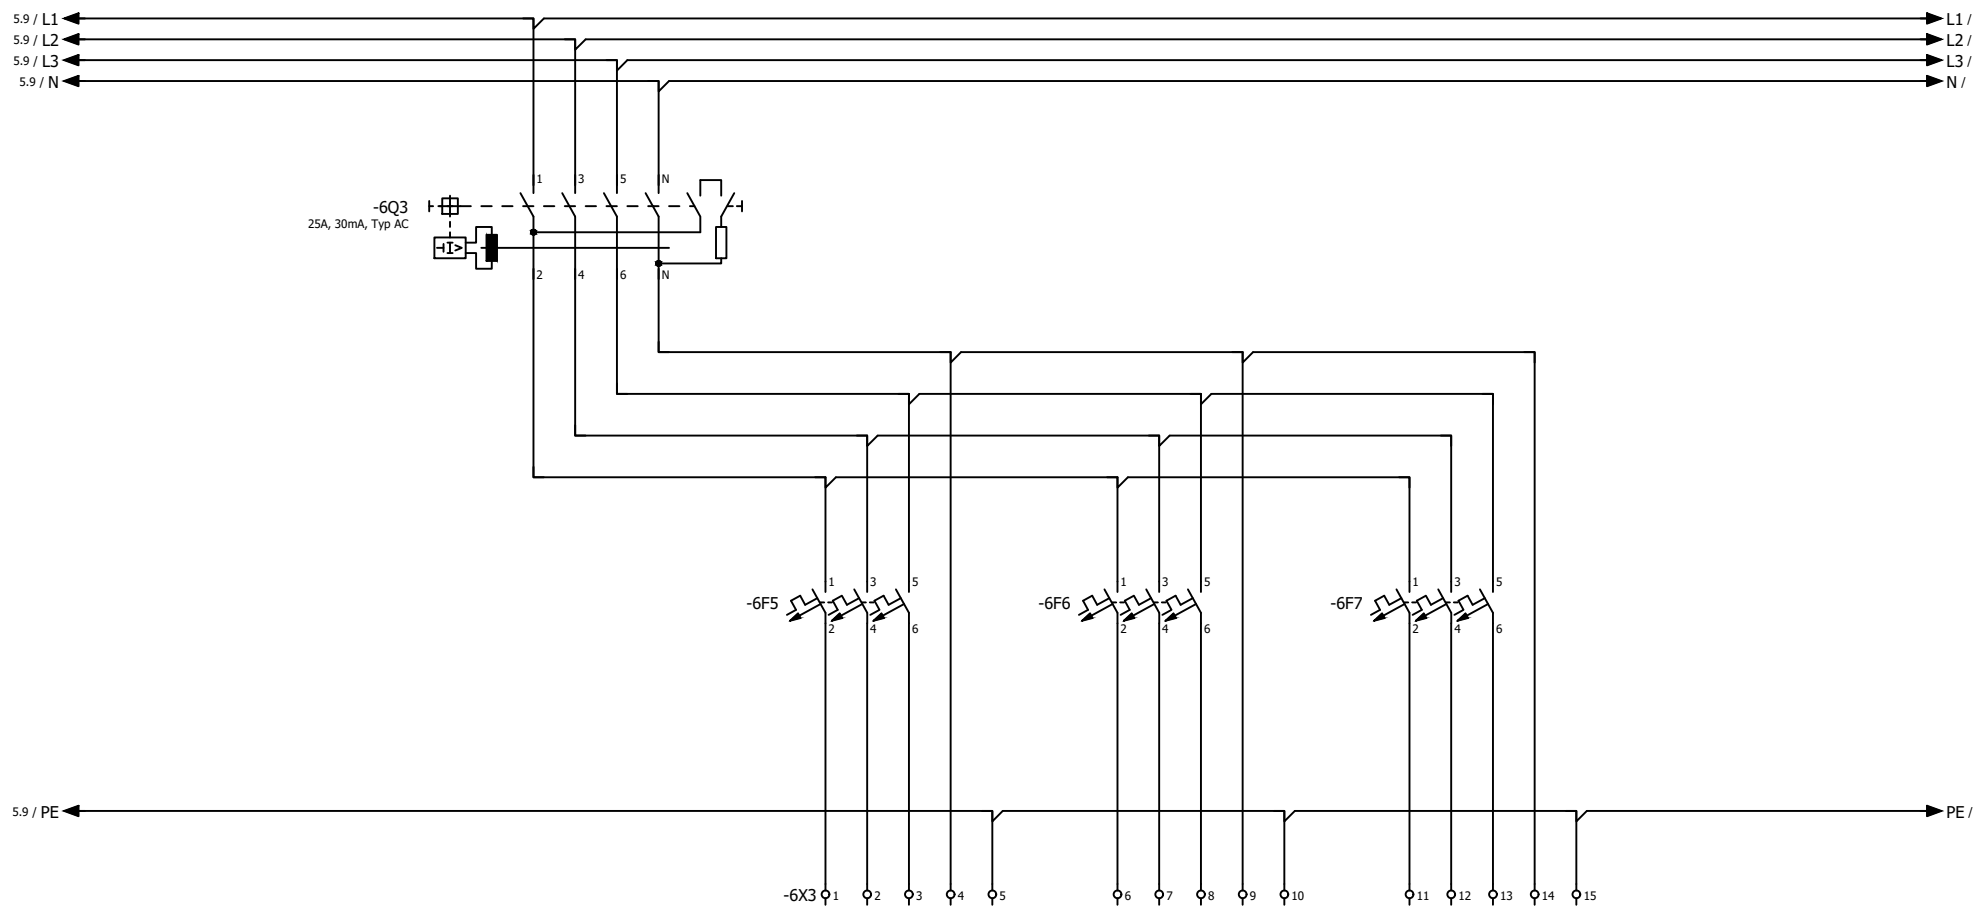 5.9 / L1 L1 /
5.9 / L2 L2 /
5.9 / L3 L3 /
5.9 / N N /
1 3 5 N
-6Q3
25A, 30mA, Typ AC
I>
2 4 6 N
1 3 5 1 3 5 1 3 5
-6F5 -6F6 -6F7
2 4 6 2 4 6 2 4 6
5.9 / PE PE /
-6X3 1 2 3 4 5 6 7 8 9 10 11 12 13 14 15